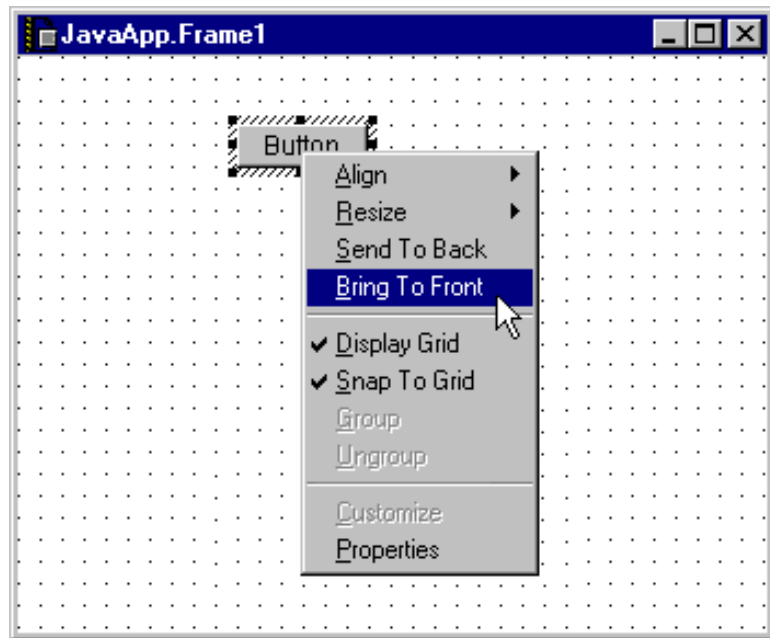 JavaApp.Frame1
Button
Align
Resize
Send To Back
Bring To Front
Display Grid
Snap To Grid
Group
Ungroup
Customize
Properties